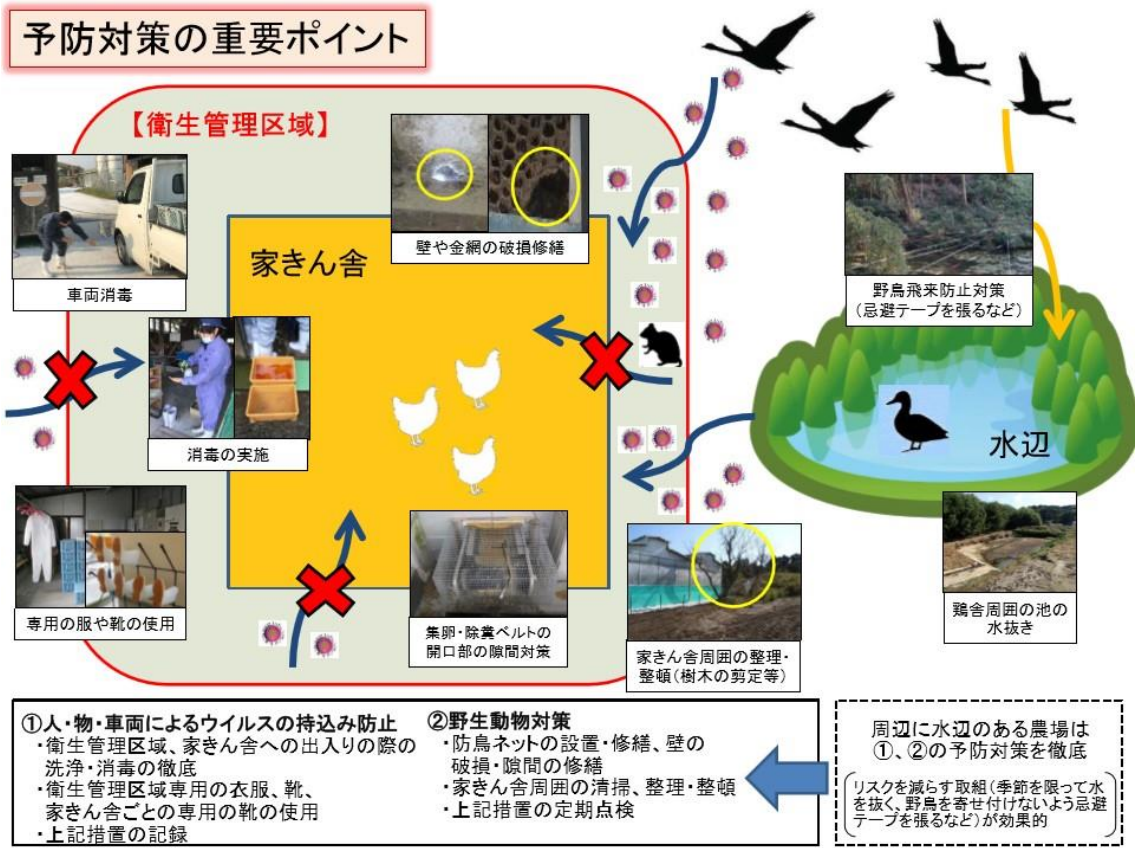 予防対策の重要ポイント
【衛生管理区域】
車両消毒
家きん舎
壁や金網の破損修繕
野鳥飛来防止対策
(忌避テープを張るなど)
消毒の実施
水辺
専用の服や靴の使用
集卵・除糞ベルトの
開口部の隙間対策
家きん舎周囲の整理・
整頓(樹木の剪定等)
鶏舎周囲の池の
水抜き
①人・物・車両によるウイルスの持込み防止
・衛生管理区域、家きん舎への出入りの際の
洗浄・消毒の徹底
・衛生管理区域専用の衣服、靴、
家きん舎ごとの専用の靴の使用
・上記措置の記録
②野生動物対策
・防鳥ネットの設置・修繕、壁の
破損・隙間の修繕
・家きん舎周囲の清掃、整理・整頓
・上記措置の定期点検
周辺に水辺のある農場は
①、②の予防対策を徹底
リスクを減らす取組(季節を限って水
を抜く、野鳥を寄せ付けないよう忌避
テープを張るなど)が効果的